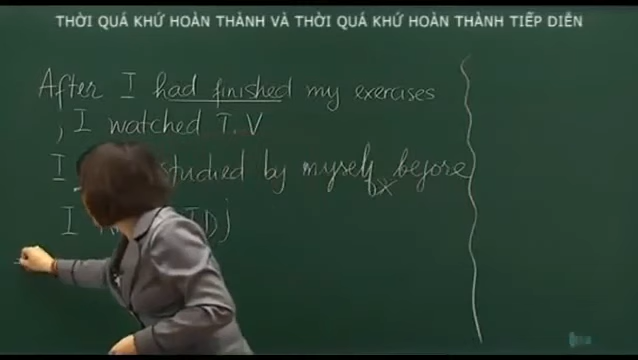 THỜI QUÁ KHỨ HOÀN THÀNH VÀ THỜI QUÁ KHỨ HOÀN THÀNH TIẾP DIỄN
After I had finished my exercises
, I watched T.V
I studied by myself before
I